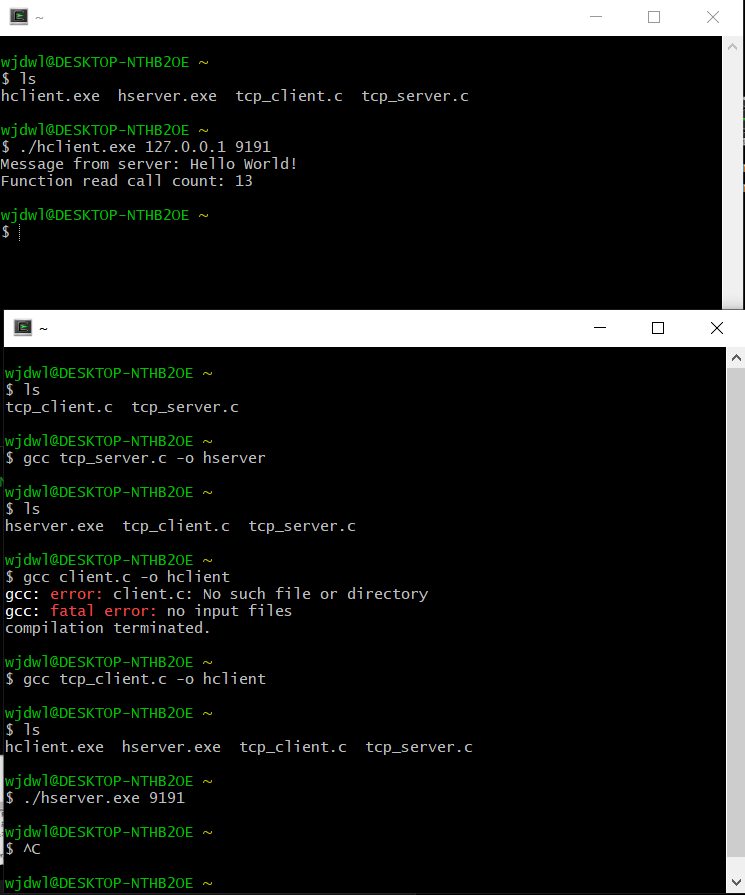 ~
wjdwl@DESKTOP-NTHB2OE ~
$ ls
hclient.exe  hserver.exe  tcp_client.c  tcp_server.c
wjdwl@DESKTOP-NTHB2OE ~
$ ./hclient.exe 127.0.0.1 9191
Message from server: Hello World!
Function read call count: 13
wjdwl@DESKTOP-NTHB2OE ~
$
~
wjdwl@DESKTOP-NTHB2OE ~
$ ls
tcp_client.c  tcp_server.c
wjdwl@DESKTOP-NTHB2OE ~
$ gcc tcp_server.c -o hserver
wjdwl@DESKTOP-NTHB2OE ~
$ ls
hserver.exe  tcp_client.c  tcp_server.c
wjdwl@DESKTOP-NTHB2OE ~
$ gcc client.c -o hclient
gcc: error: client.c: No such file or directory
gcc: fatal error: no input files
compilation terminated.
wjdwl@DESKTOP-NTHB2OE ~
$ gcc tcp_client.c -o hclient
wjdwl@DESKTOP-NTHB2OE ~
$ ls
hclient.exe  hserver.exe  tcp_client.c  tcp_server.c
wjdwl@DESKTOP-NTHB2OE ~
$ ./hserver.exe 9191
wjdwl@DESKTOP-NTHB2OE ~
$ ^C
wjdwl@DESKTOP-NTHB2OE ~